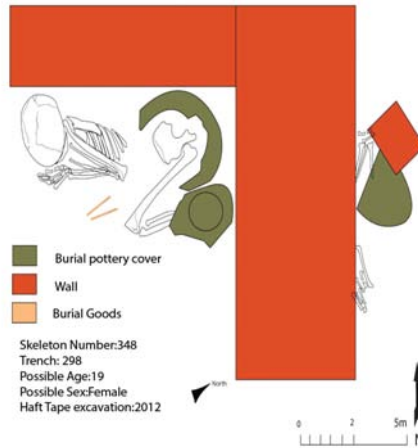 Burial pottery cover
Wall
Burial Goods
Skeleton Number:348
Trench: 298
Possible Age:19
Possible Sex:Female
Haft Tape excavation:2012
North
0 2 5m